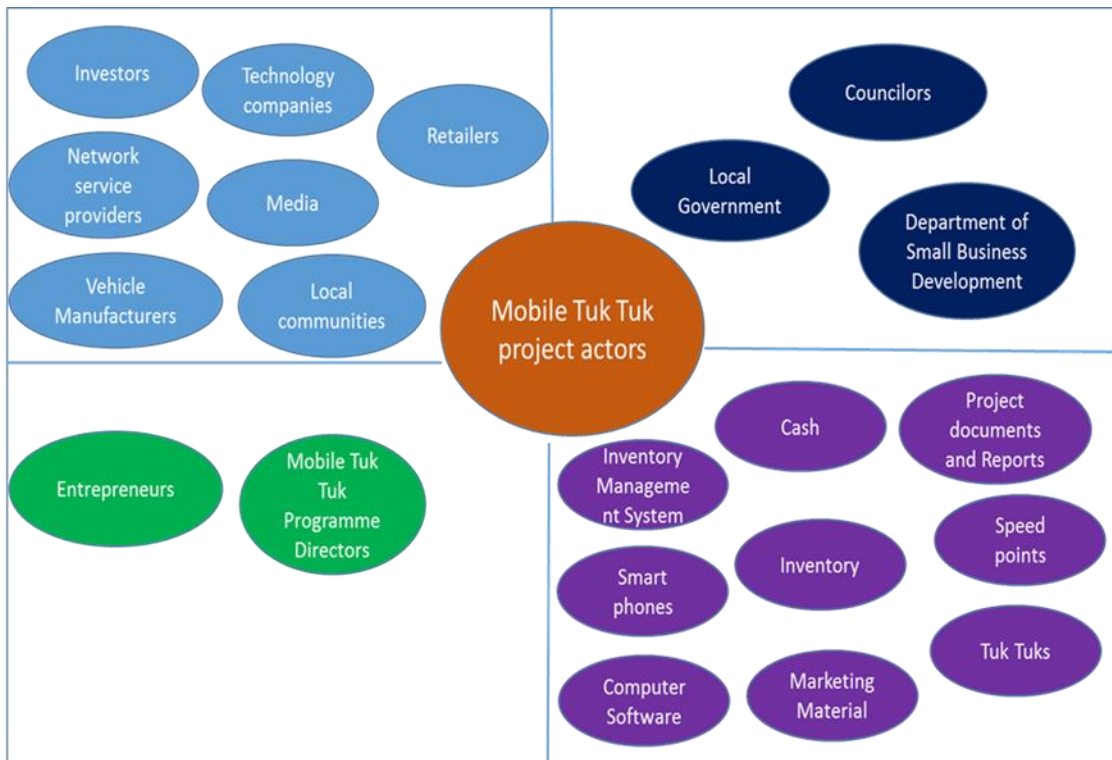 Investors
Technology
companies
Retailers
Network
service
providers
Media
Vehicle
Manufacturers
Local
communities
Councilors
Local
Government
Department of
Small Business
Development
Mobile Tuk Tuk
project actors
Entrepreneurs
Mobile Tuk
Tuk
Programme
Directors
Cash
Project
documents
and Reports
Inventory
Manageme
nt System
Speed
points
Inventory
Smart
phones
Tuk Tuks
Computer
Software
Marketing
Material